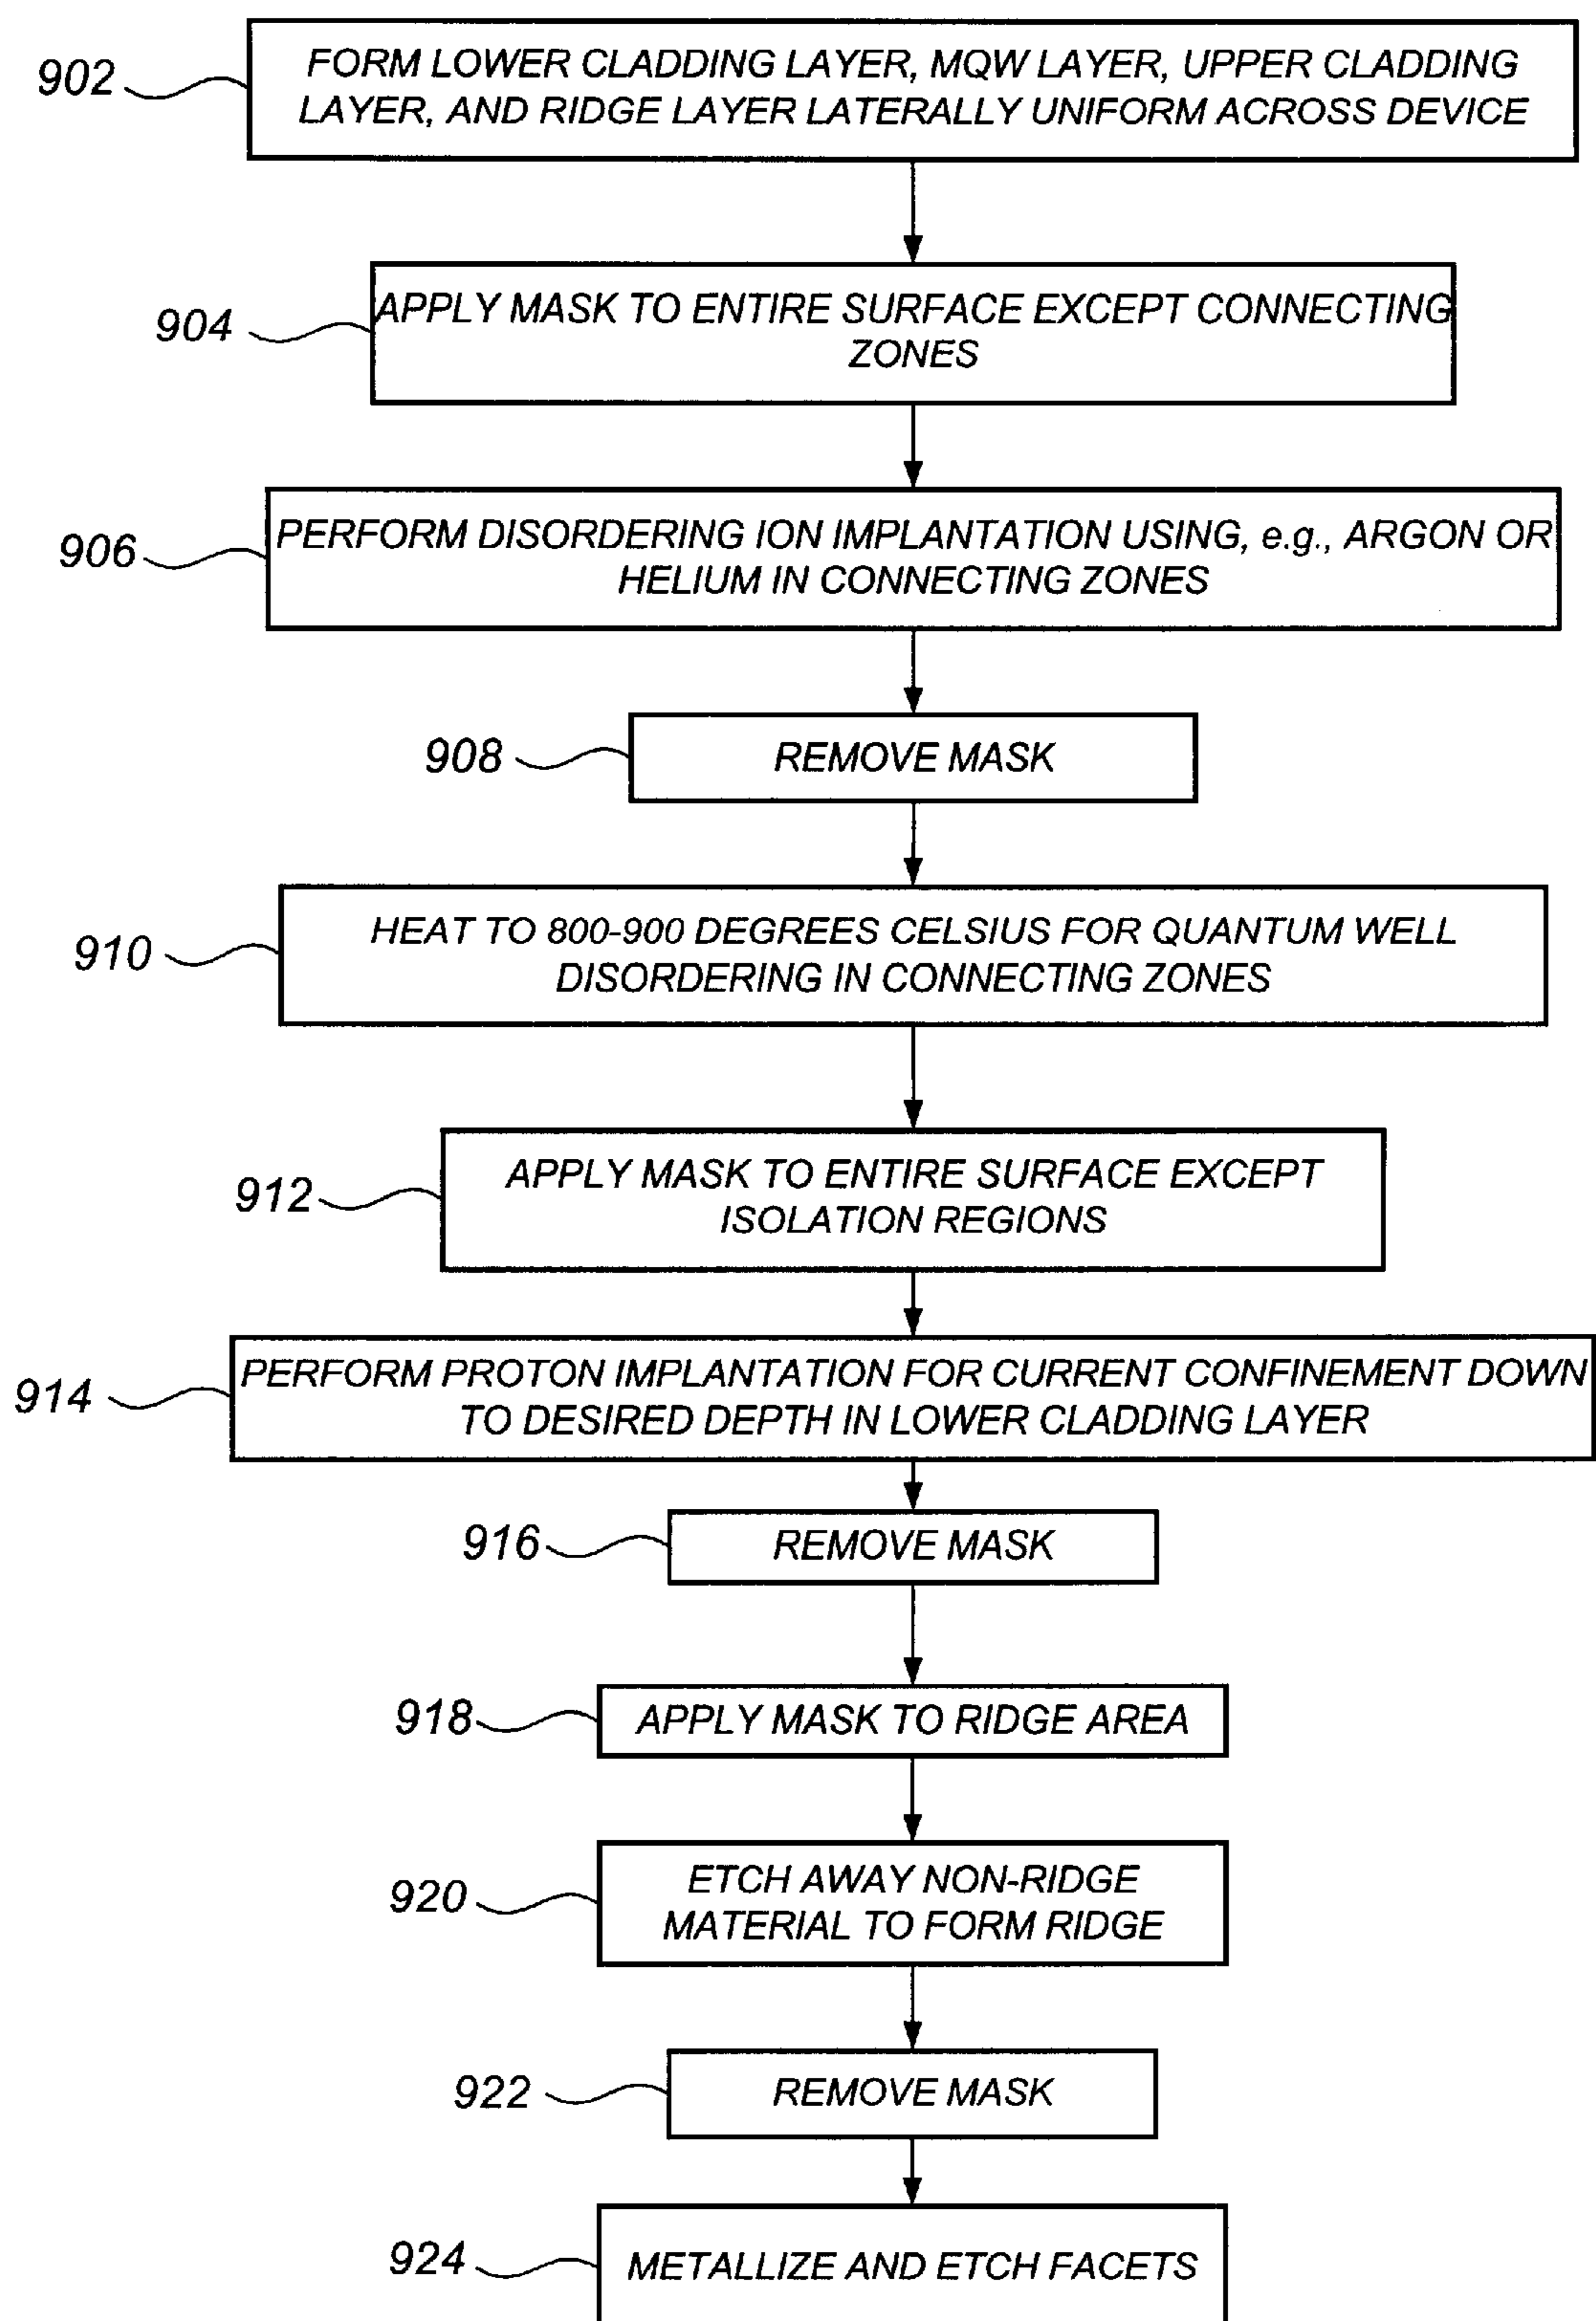 902
FORM LOWER CLADDING LAYER, MQW LAYER, UPPER CLADDING
LAYER, AND RIDGE LAYER LATERALLY UNIFORM ACROSS DEVICE
904
APPLY MASK TO ENTIRE SURFACE EXCEPT CONNECTING
ZONES
906
PERFORM DISORDERING ION IMPLANTATION USING, e.g., ARGON OR
HELIUM IN CONNECTING ZONES
908
REMOVE MASK
910
HEAT TO 800-900 DEGREES CELSIUS FOR QUANTUM WELL
DISORDERING IN CONNECTING ZONES
912
APPLY MASK TO ENTIRE SURFACE EXCEPT
ISOLATION REGIONS
914
PERFORM PROTON IMPLANTATION FOR CURRENT CONFINEMENT DOWN
TO DESIRED DEPTH IN LOWER CLADDING LAYER
916
REMOVE MASK
918
APPLY MASK TO RIDGE AREA
920
ETCH AWAY NON-RIDGE
MATERIAL TO FORM RIDGE
922
REMOVE MASK
924
METALLIZE AND ETCH FACETS